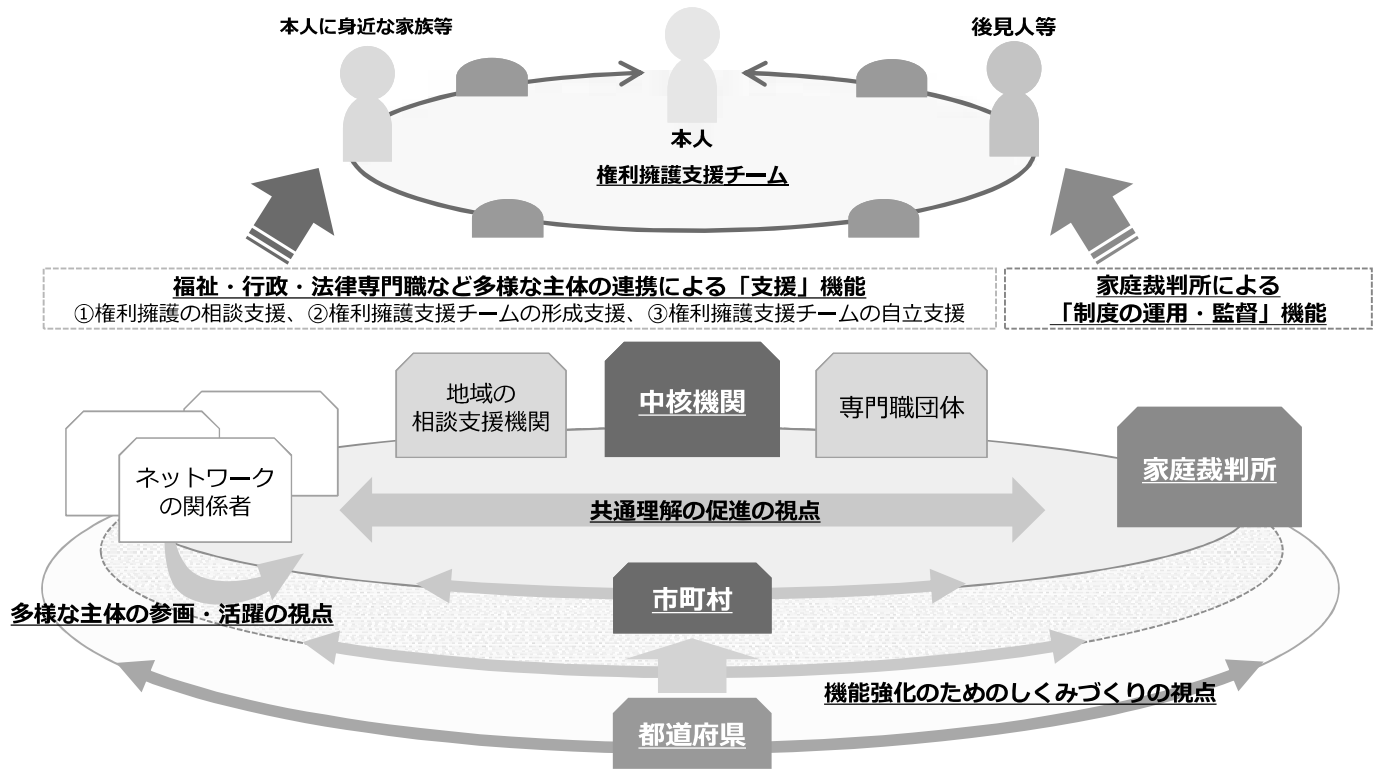 本人に身近な家族等
後見人等
本人
権利擁護支援チーム
福祉・行政・法律専門職など多様な主体の連携による「支援」機能
①権利擁護の相談支援、②権利擁護支援チームの形成支援、③権利擁護支援チームの自立支援
家庭裁判所による
「制度の運用・監督」機能
地域の
相談支援機関
中核機関
専門職団体
家庭裁判所
ネットワーク
の関係者
共通理解の促進の視点
市町村
多様な主体の参画・活躍の視点
機能強化のためのしくみづくりの視点
都道府県